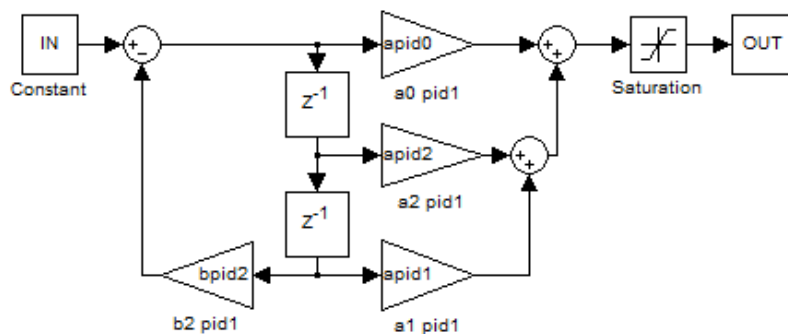 IN
Constant
+
−
apid0
a0 pid1
+
+
Saturation
OUT
z-1
apid2
a2 pid1
+
+
z-1
bpid2
b2 pid1
apid1
a1 pid1